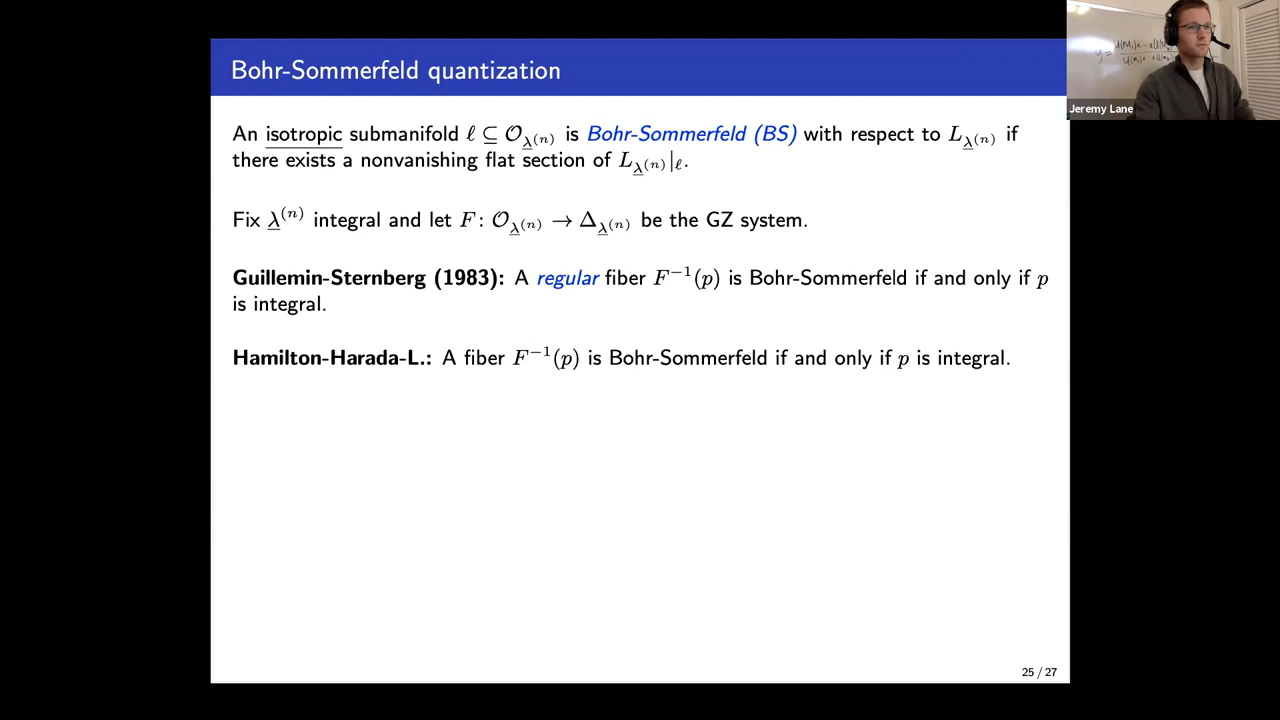 Bohr-Sommerfeld quantization
An isotropic submanifold ℓ ⊆ 𝒪_{λ̲^{(n)}} is Bohr-Sommerfeld (BS) with respect to L_{λ̲^{(n)}} if
there exists a nonvanishing flat section of L_{λ̲^{(n)}}|_ℓ.
Fix λ̲^{(n)} integral and let F: 𝒪_{λ̲^{(n)}} → Δ_{λ̲^{(n)}} be the GZ system.
Guillemin-Sternberg (1983): A regular fiber F^{−1}(p) is Bohr-Sommerfeld if and only if p
is integral.
Hamilton-Harada-L.: A fiber F^{−1}(p) is Bohr-Sommerfeld if and only if p is integral.
25 / 27
Jeremy Lane